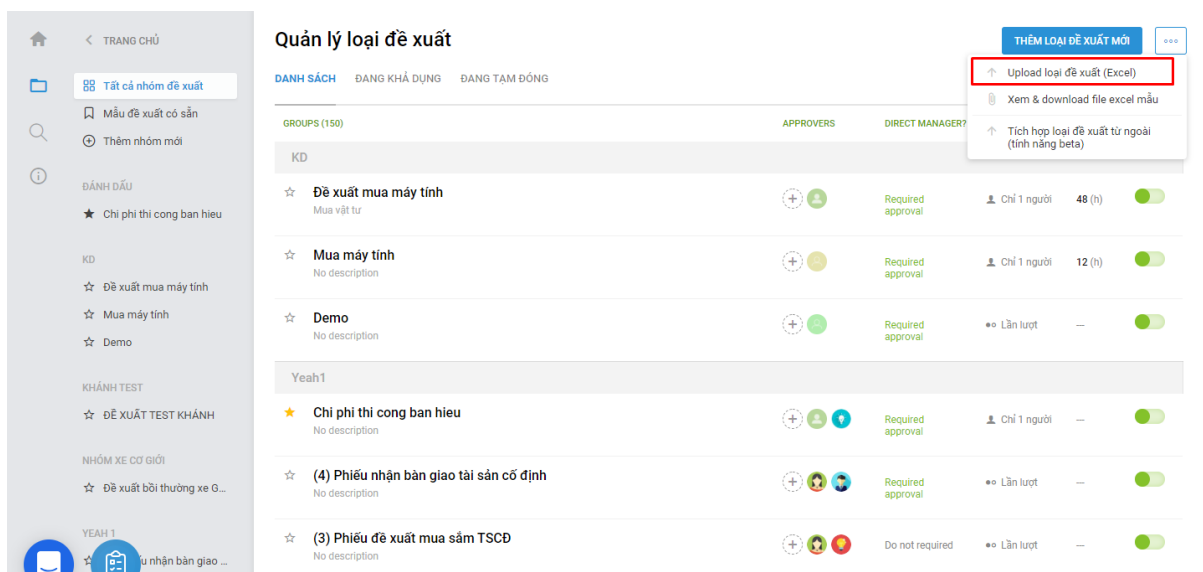 TRANG CHỦ
Tất cả nhóm đề xuất
Mẫu đề xuất có sẵn
Thêm nhóm mới
ĐÁNH DẤU
Chi phi thi cong ban hieu
KD
Đề xuất mua máy tính
Mua máy tính
Demo
KHÁNH TEST
ĐỀ XUẤT TEST KHÁNH
NHÓM XE CƠ GIỚI
Đề xuất bồi thường xe G...
YEAH 1
u nhận bàn giao ...
Quản lý loại đề xuất
THÊM LOẠI ĐỀ XUẤT MỚI
DANH SÁCH ĐANG KHẢ DỤNG ĐANG TẠM ĐÓNG
Upload loại đề xuất (Excel)
Xem & download file excel mẫu
Tích hợp loại đề xuất từ ngoài
(tính năng beta)
GROUPS (150) APPROVERS DIRECT MANAGER?
KD
Đề xuất mua máy tính
Mua vật tư
Required
approval
Chỉ 1 người 48 (h)
Mua máy tính
No description
Required
approval
Chỉ 1 người 12 (h)
Demo
No description
Required
approval
Lần lượt ---
Yeah1
Chi phi thi cong ban hieu
No description
Required
approval
Chỉ 1 người ---
(4) Phiếu nhận bàn giao tài sản cố định
No description
Required
approval
Lần lượt ---
(3) Phiếu đề xuất mua sắm TSCĐ
No description
Do not required
Lần lượt ---